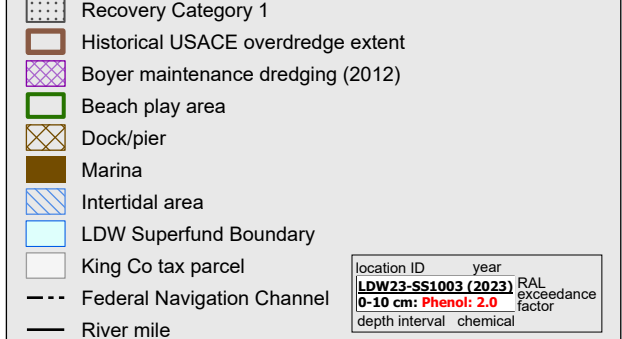 Recovery Category 1
Historical USACE overdredge extent
Boyer maintenance dredging (2012)
Beach play area
Dock/pier
Marina
Intertidal area
LDW Superfund Boundary
King Co tax parcel
Federal Navigation Channel
River mile
location ID year
LDW23-SS1003 (2023)
0-10 cm: Phenol: 2.0
RAL
exceedance
factor
depth interval chemical